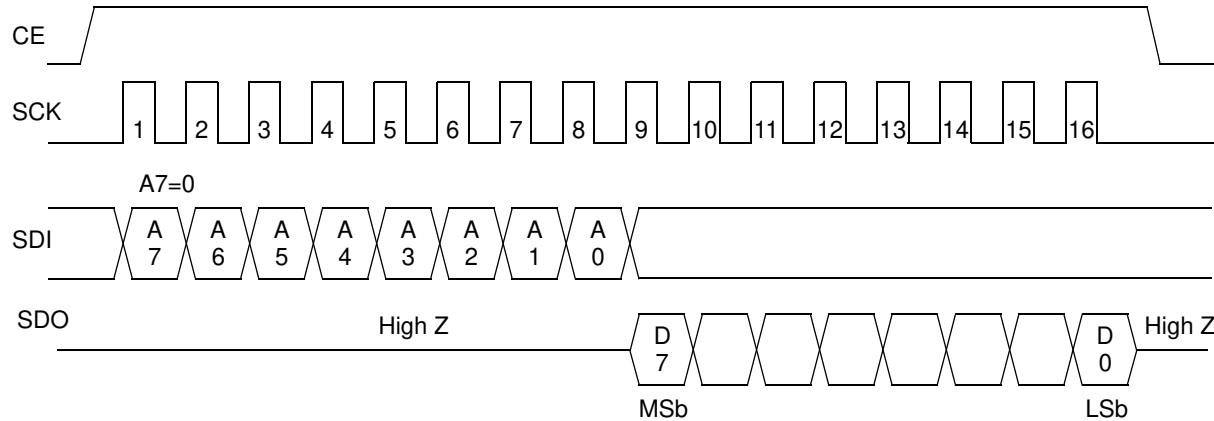 CE
SCK
1 2 3 4 5 6 7 8 9 10 11 12 13 14 15 16
A7=0
SDI
A A A A A A A A
7 6 5 4 3 2 1 0
SDO
High Z
D D
7 0
High Z
MSb LSb